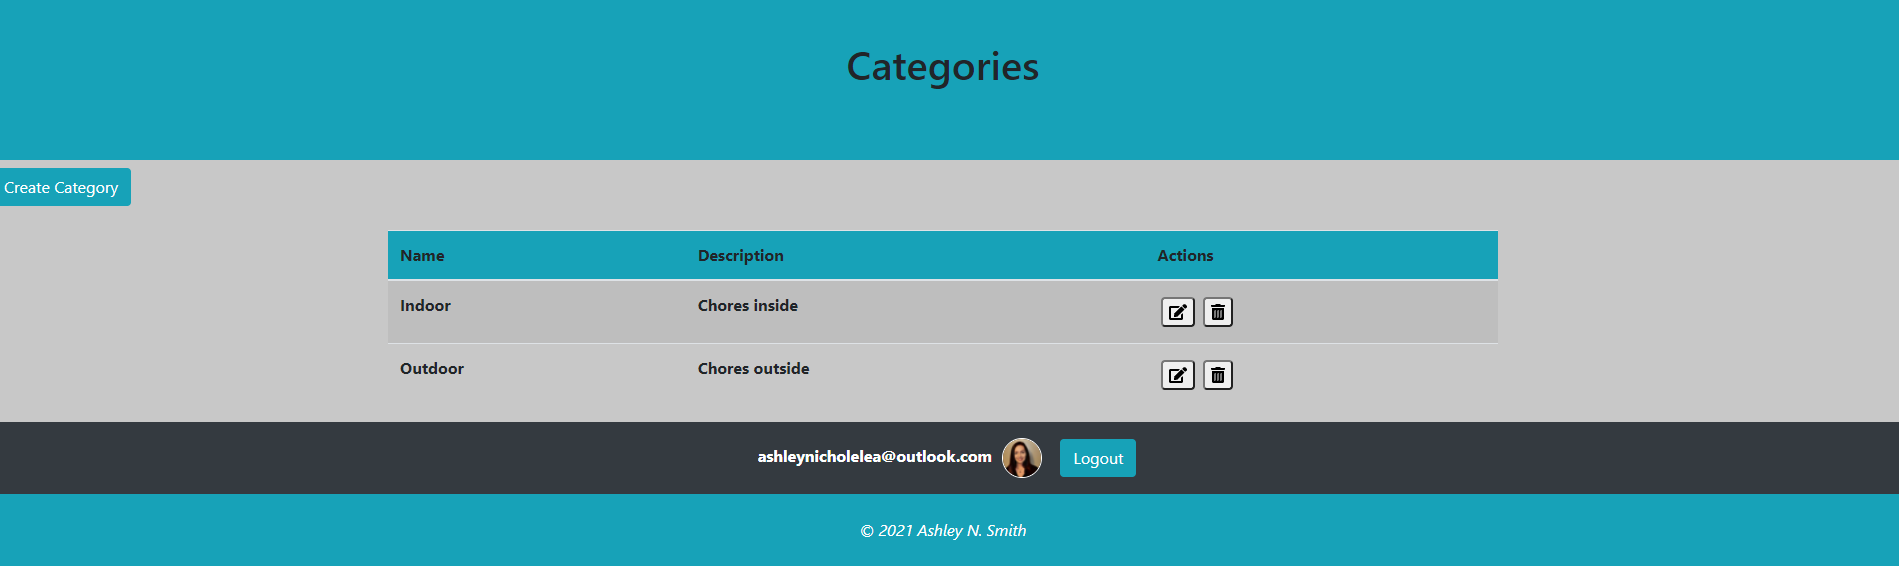 Categories
Create Category
Name Description Actions
Indoor Chores inside
Outdoor Chores outside
ashleynicholelea@outlook.com Logout
© 2021 Ashley N. Smith